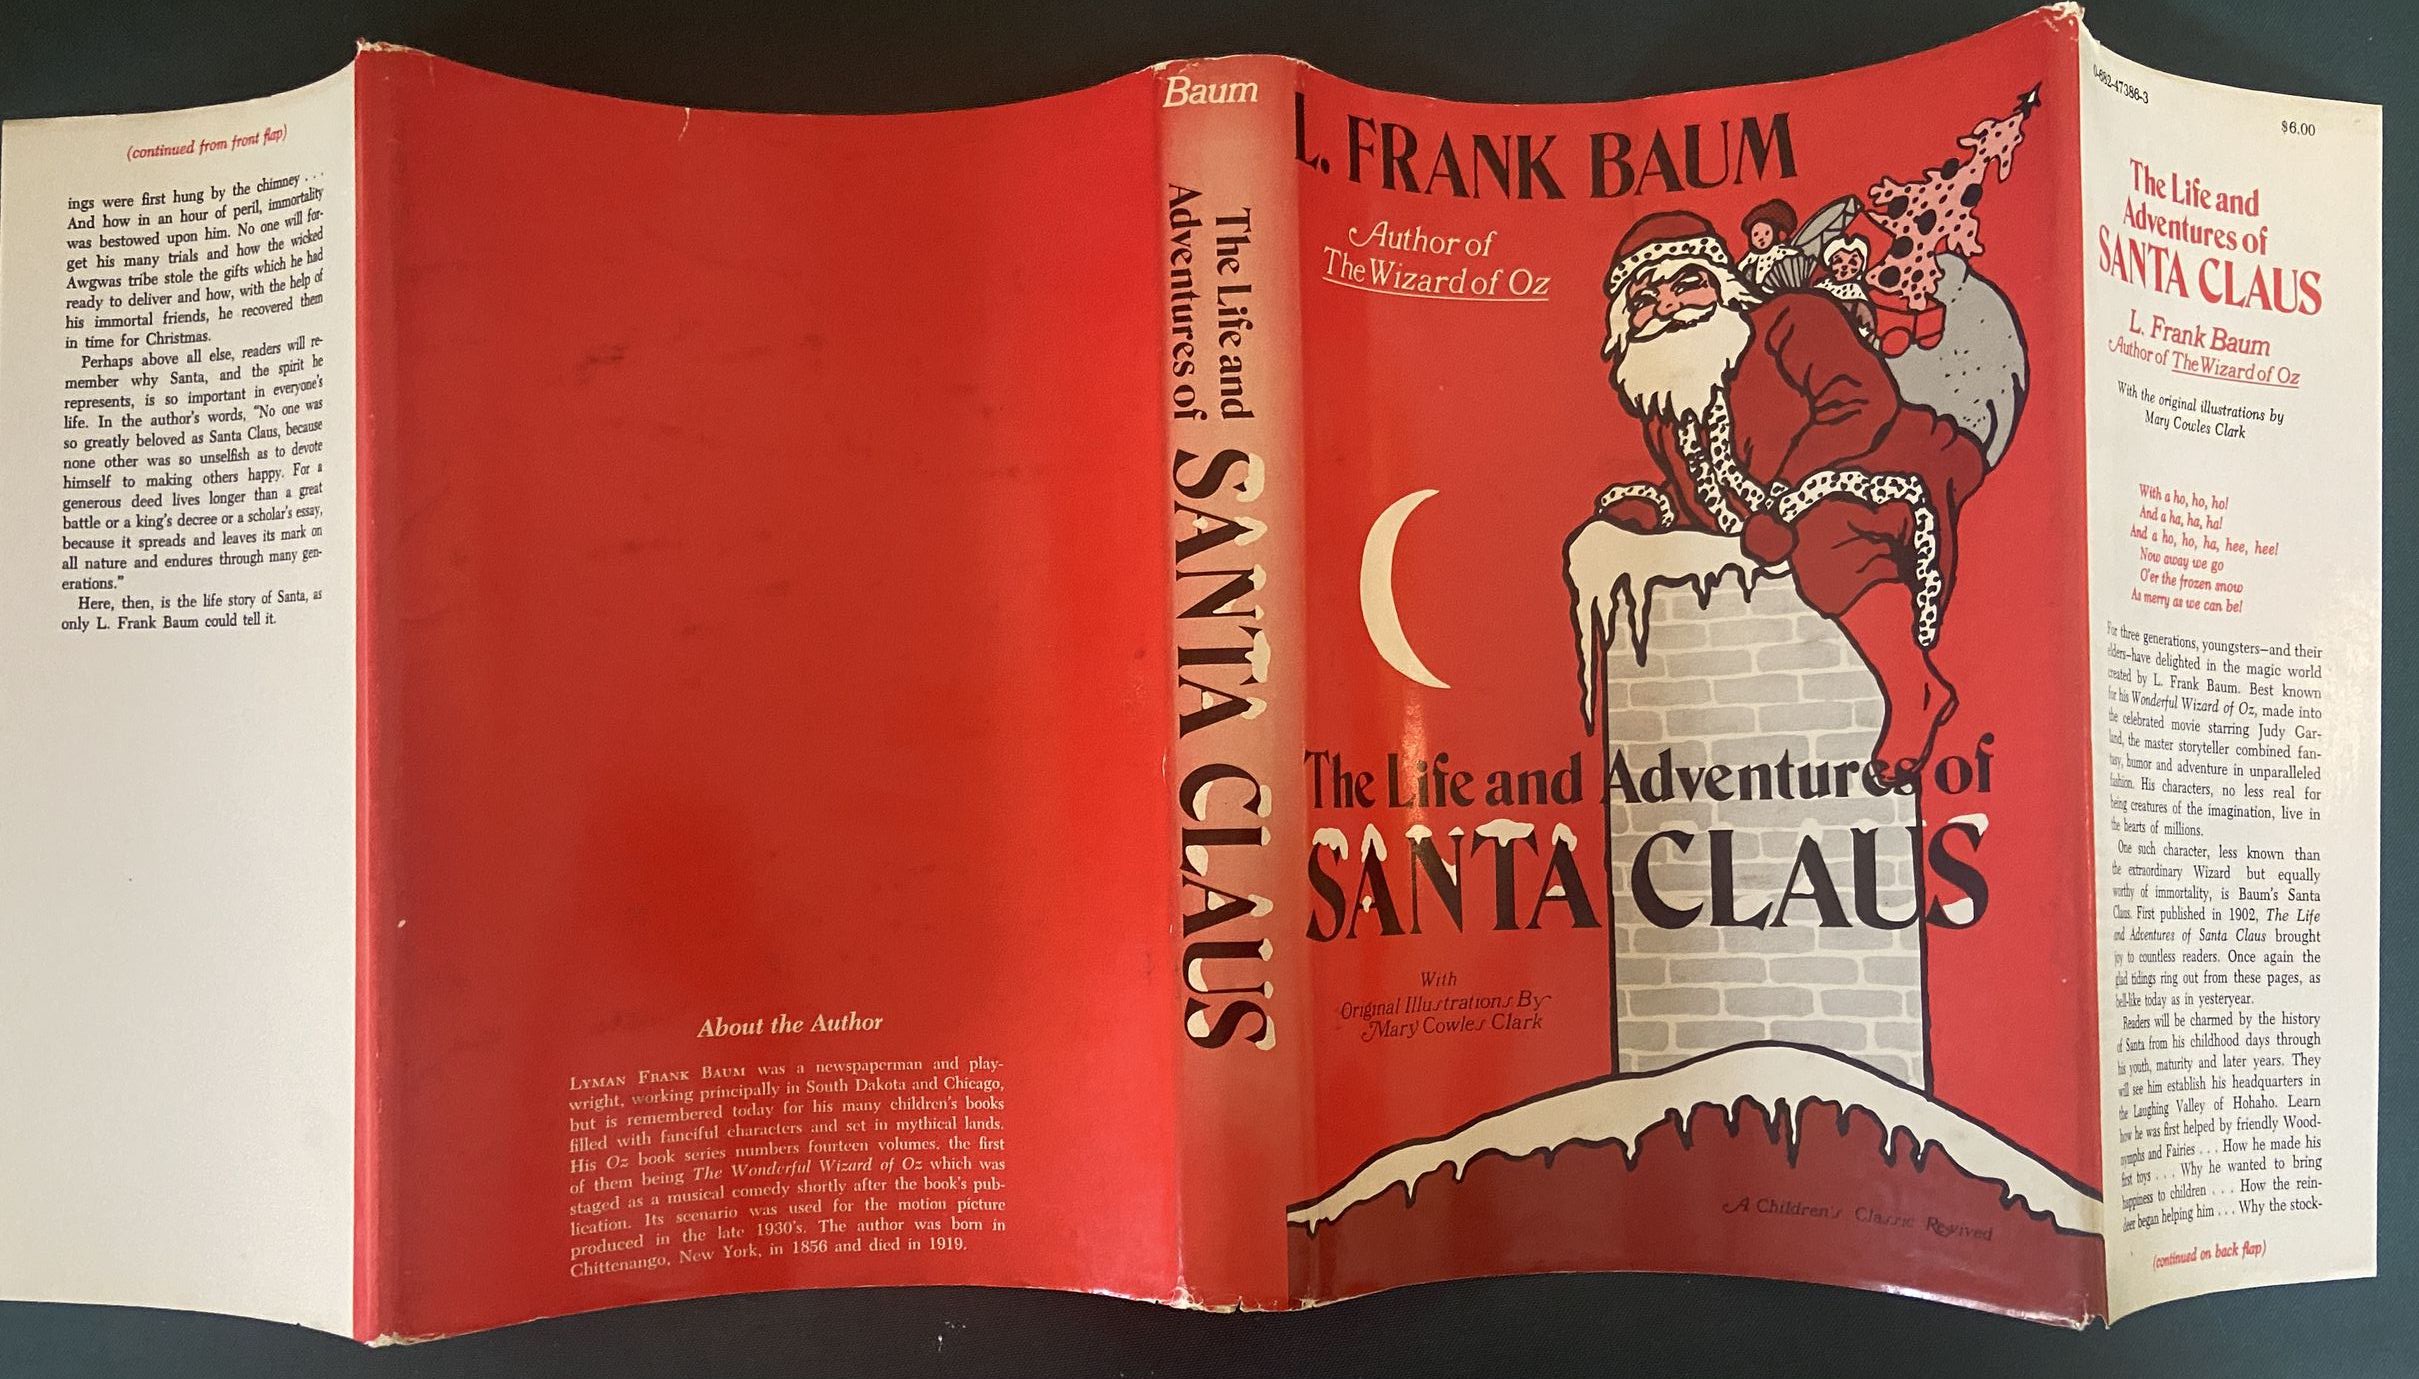 (continued from front flap)
ings were first hung by the chimney . . .
And how in an hour of peril, immortality
was bestowed upon him. No one will for-
get his many trials and how the wicked
Awgwas tribe stole the gifts which he had
ready to deliver and how, with the help of
his immortal friends, he recovered them
in time for Christmas.
Perhaps above all else, readers will re-
member why Santa, and the spirit he
represents, is so important in everyone's
life. In the author's words, "No one was
so greatly beloved as Santa Claus, because
none other was so unselfish as to devote
himself to making others happy. For a
generous deed lives longer than a great
battle or a king's decree or a scholar's essay,
because it spreads and leaves its mark on
all nature and endures through many gen-
erations."
Here, then, is the life story of Santa, as
only L. Frank Baum could tell it.
About the Author
LYMAN FRANK BAUM was a newspaperman and play-
wright, working principally in South Dakota and Chicago,
but is remembered today for his many children's books
filled with fanciful characters and set in mythical lands.
His Oz book series numbers fourteen volumes. the first
of them being The Wonderful Wizard of Oz which was
staged as a musical comedy shortly after the book's pub-
lication. Its scenario was used for the motion picture
produced in the late 1930's. The author was born in
Chittenango, New York, in 1856 and died in 1919.
Baum
The Life and
Adventures of
SANTA CLAUS
L. FRANK BAUM
Author of
The Wizard of Oz
The Life and Adventures of
SANTA CLAUS
With
Original Illustrations By
Mary Cowles Clark
A Children's Classic Revived
0-682-47386-3
$6.00
The Life and
Adventures of
SANTA CLAUS
L. Frank Baum
Author of The Wizard of Oz
With the original illustrations by
Mary Cowles Clark
With a ho, ho, ho!
And a ha, ha, ha!
And a ho, ho, ha, hee, hee!
Now away we go
O'er the frozen snow
As merry as we can be!
For three generations, youngsters—and their
elders—have delighted in the magic world
created by L. Frank Baum. Best known
for his Wonderful Wizard of Oz, made into
the celebrated movie starring Judy Gar-
land, the master storyteller combined fan-
tasy, humor and adventure in unparalleled
fashion. His characters, no less real for
being creatures of the imagination, live in
the hearts of millions.
One such character, less known than
the extraordinary Wizard but equally
worthy of immortality, is Baum's Santa
Claus. First published in 1902, The Life
and Adventures of Santa Claus brought
joy to countless readers. Once again the
glad tidings ring out from these pages, as
bell-like today as in yesteryear.
Readers will be charmed by the history
of Santa from his childhood days through
his youth, maturity and later years. They
will see him establish his headquarters in
the Laughing Valley of Hohaho. Learn
how he was first helped by friendly Wood-
nymphs and Fairies . . . How he made his
first toys . . . Why he wanted to bring
happiness to children . . . How the rein-
deer began helping him . . . Why the stock-
(continued on back flap)